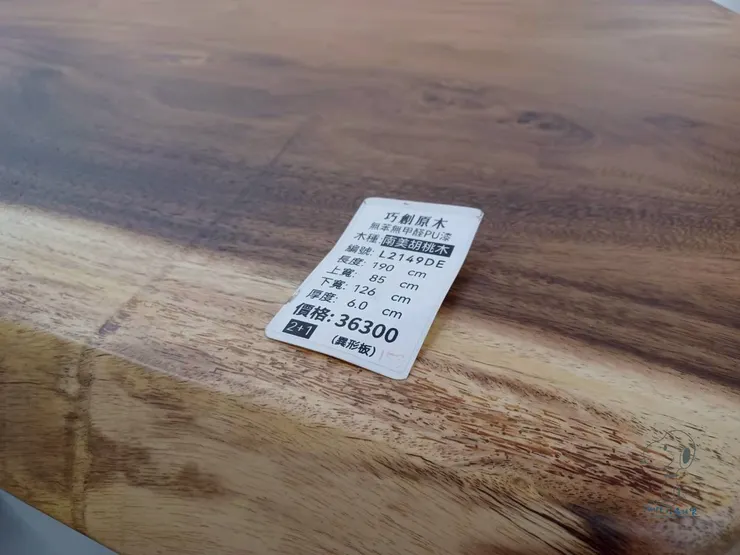 巧創原木
無苯無甲醛PU漆
木種: 南美胡桃木
編號: L2149DE
長度: 190 cm
上寬: 85 cm
下寬: 126 cm
厚度: 6.0 cm
價格: 36300
2+1 (異形板)